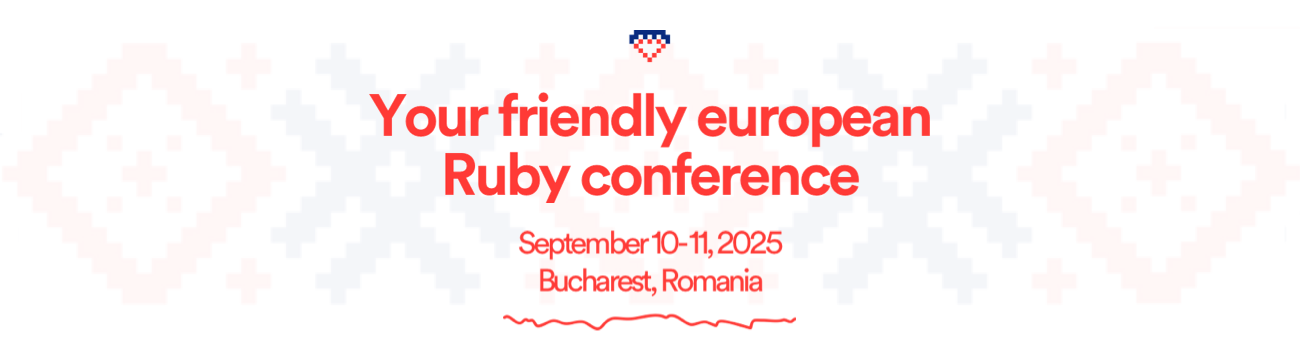 Your friendly european
Ruby conference
September 10-11, 2025
Bucharest, Romania